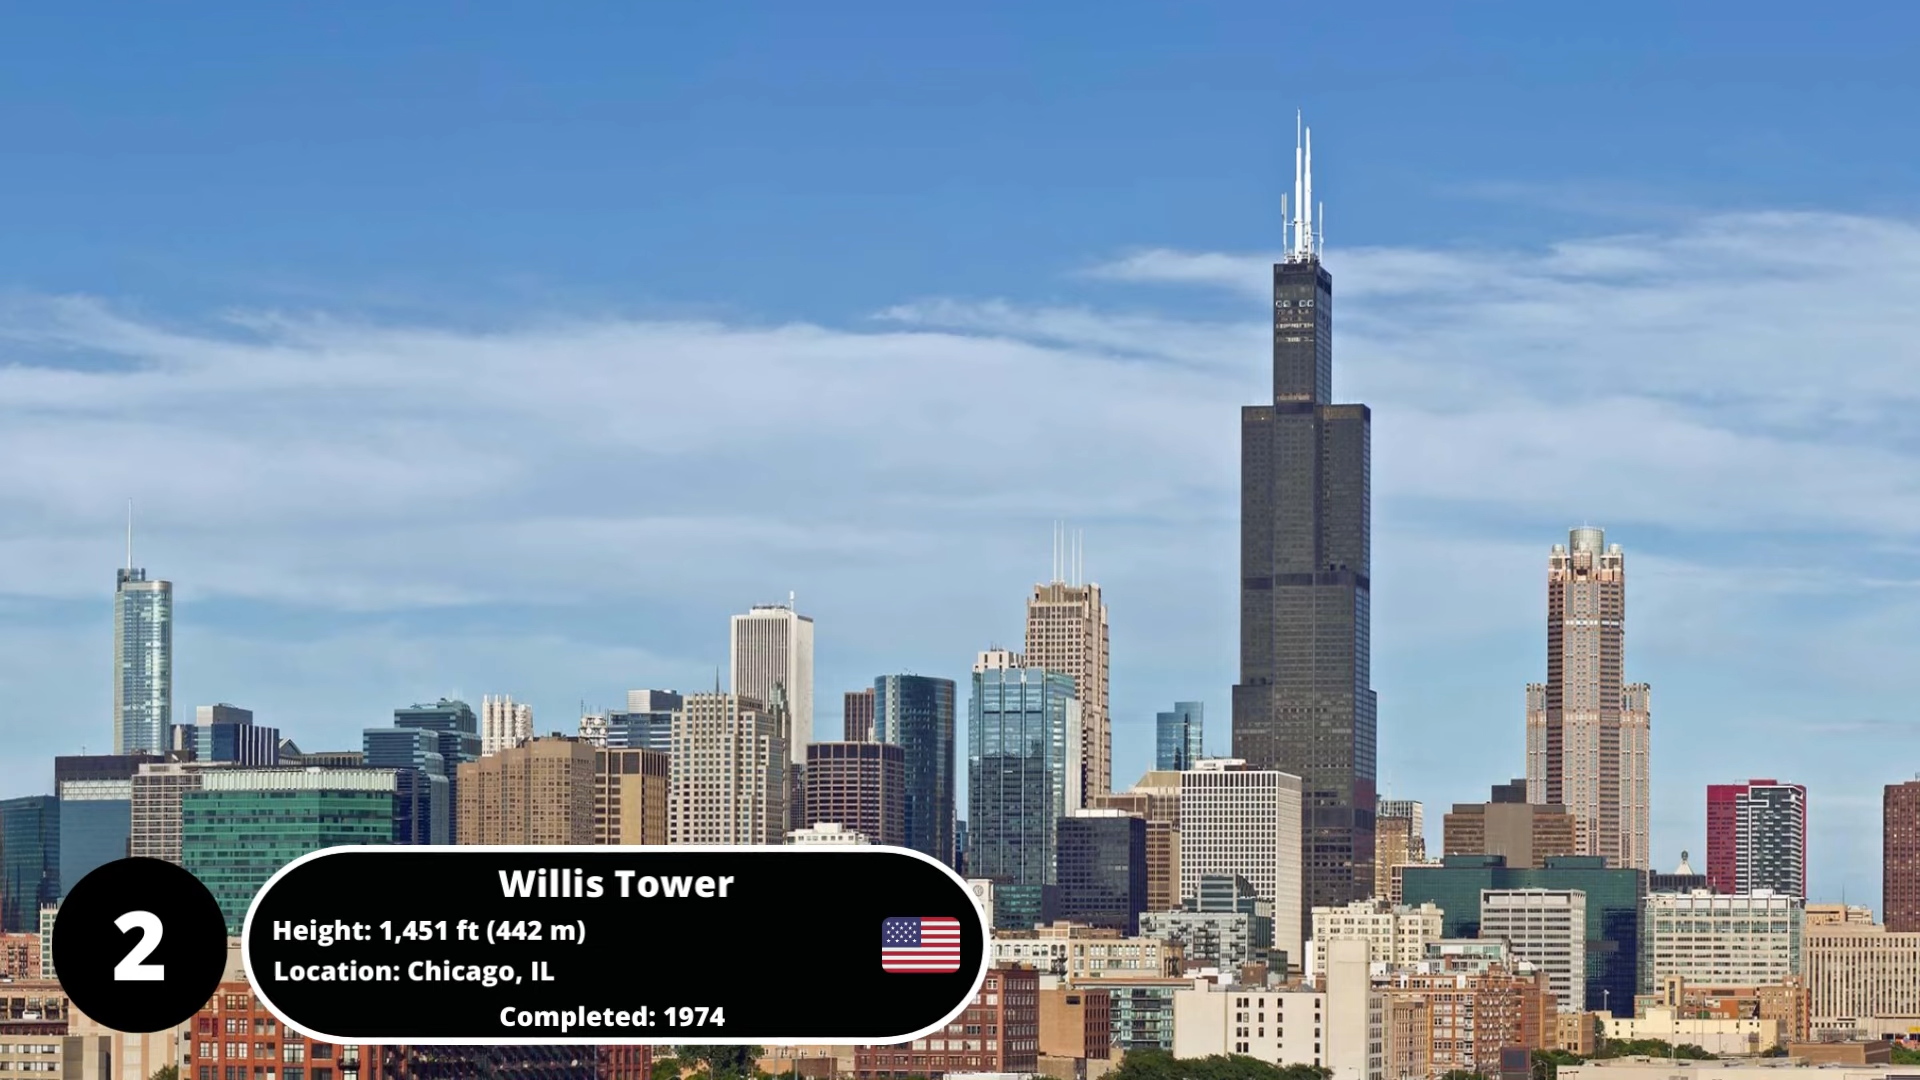 2
Willis Tower
Height: 1,451 ft (442 m)
Location: Chicago, IL
Completed: 1974